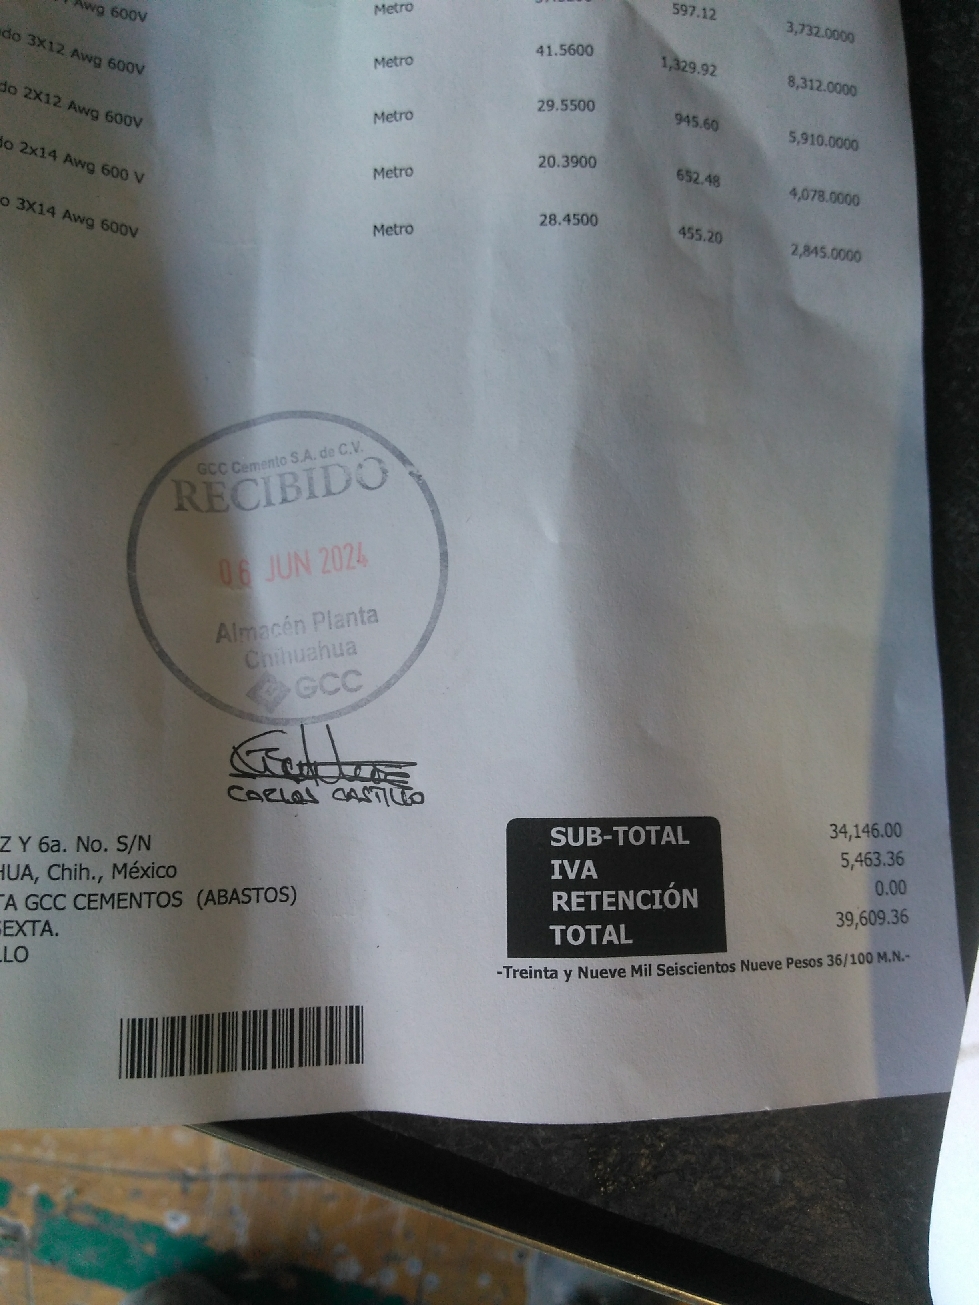 Awg 600V Metro 597.12 3,732.0000
do 3X12 Awg 600V Metro 41.5600 1,329.92 8,312.0000
do 2X12 Awg 600V Metro 29.5500 945.60 5,910.0000
do 2x14 Awg 600 V Metro 20.3900 652.48 4,078.0000
o 3X14 Awg 600V Metro 28.4500 455.20 2,845.0000
GCC Cemento S.A. de C.V.
RECIBIDO
06 JUN 2024
Almacén Planta
Chihuahua
GCC
CARLOS CASTILLO
Z Y 6a. No. S/N
HUA, Chih., México
TA GCC CEMENTOS (ABASTOS)
SEXTA.
LLO
SUB-TOTAL 34,146.00
IVA 5,463.36
RETENCIÓN 0.00
TOTAL 39,609.36
-Treinta y Nueve Mil Seiscientos Nueve Pesos 36/100 M.N.-